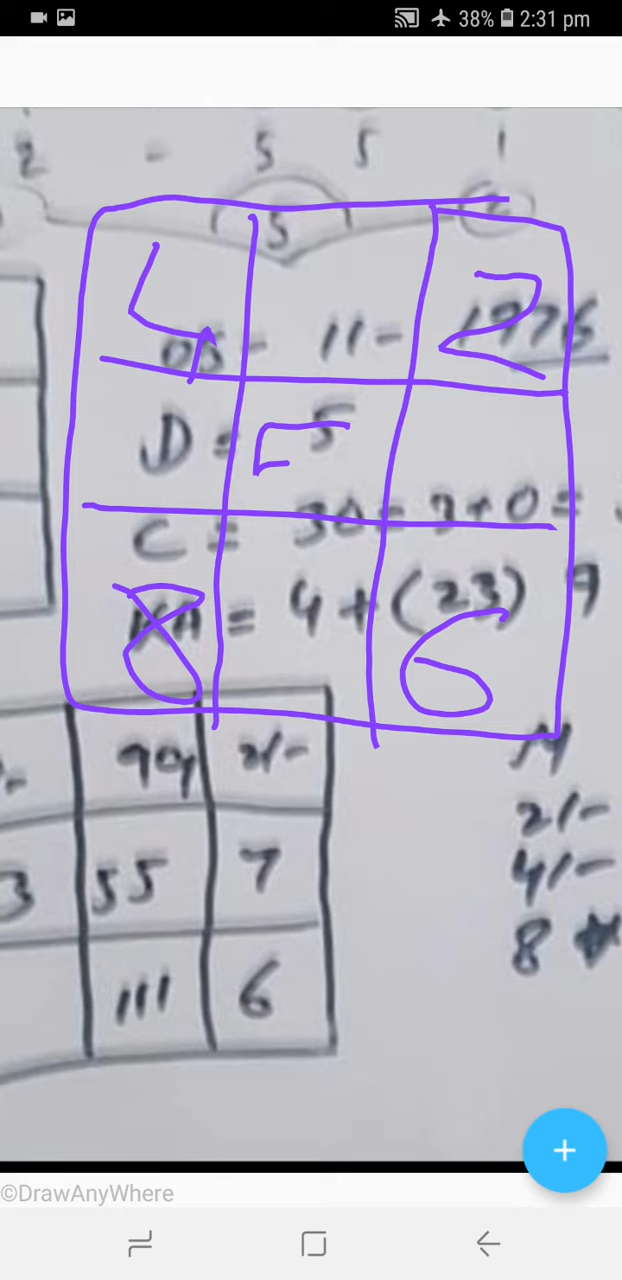 38% 2:31 pm
2 - 5 5 1
5
4 2
05 - 11 - 1976
D = 5
5
C = 30 = 3+0 =
KA = 4 + (23) 9
8 6
2/-
3 55 7
111 6
2/-
4/-
8
+
©DrawAnyWhere